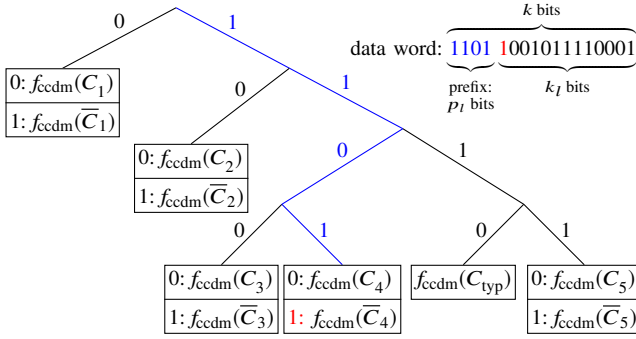 k bits
0
1
data word: 1101 1001011110001
prefix:
p_l bits
k_l bits
0
1
0: f_ccdm(C_1)
1: f_ccdm(C̅_1)
0
1
0: f_ccdm(C_2)
1: f_ccdm(C̅_2)
0
1
0
1
0: f_ccdm(C_3)
1: f_ccdm(C̅_3)
0: f_ccdm(C_4)
1: f_ccdm(C̅_4)
f_ccdm(C_typ)
0: f_ccdm(C_5)
1: f_ccdm(C̅_5)